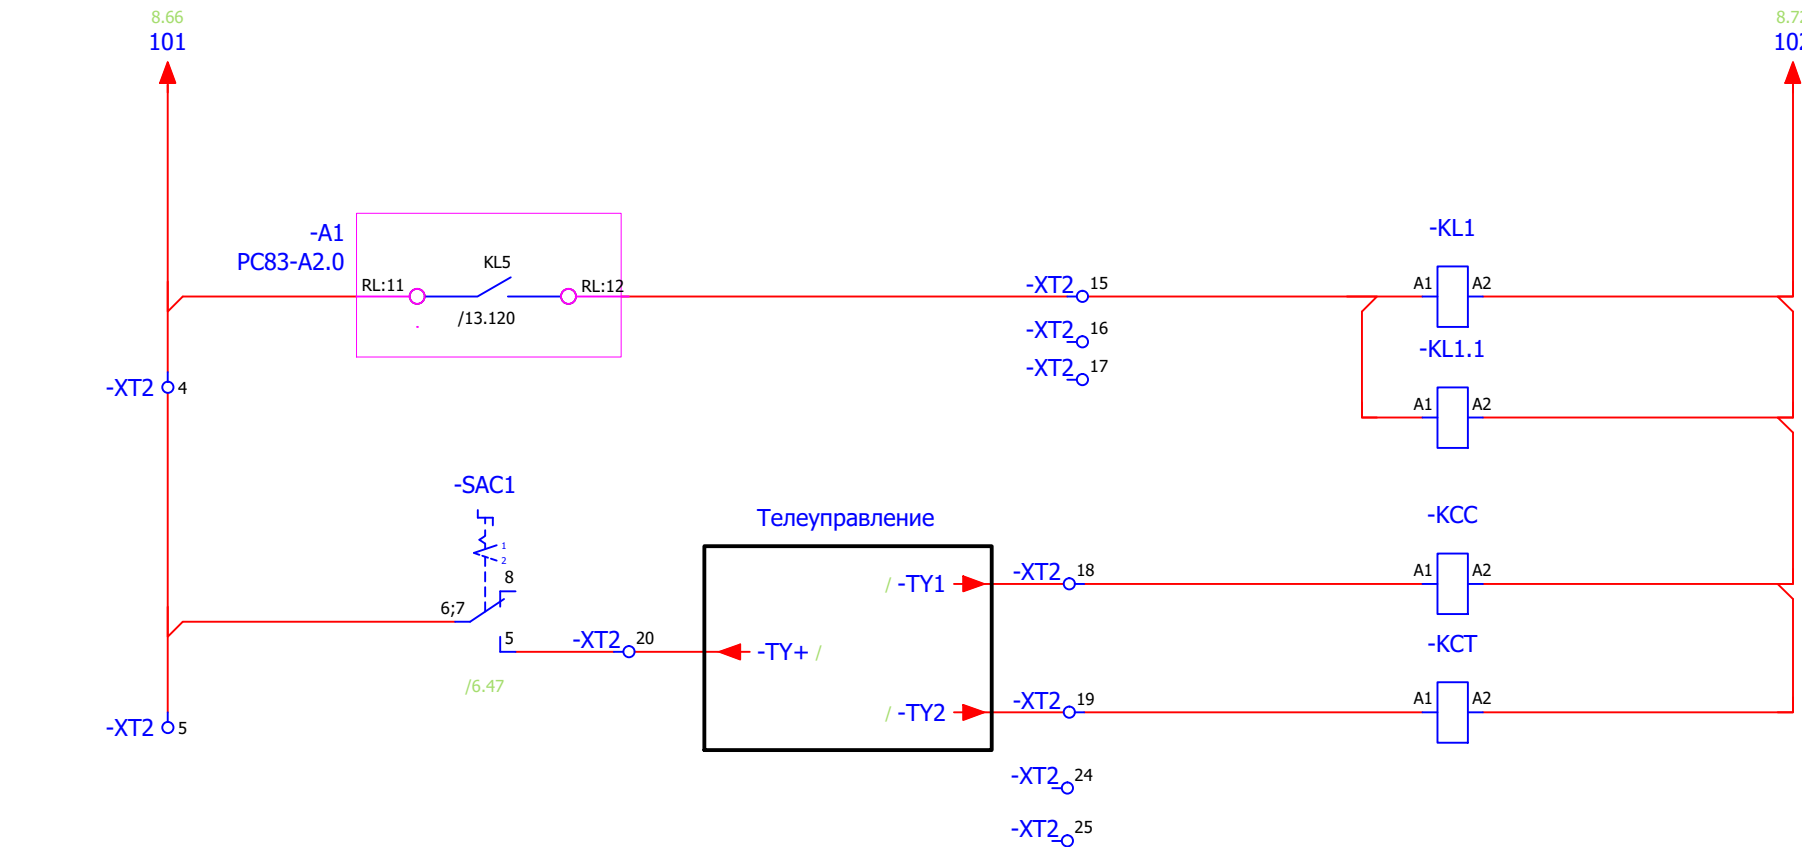 8.66
101
8.72
102
-A1
PC83-A2.0
RL:11
KL5
RL:12
/13.120
-XT2 15
-XT2 16
-XT2 17
-KL1
A1 A2
-KL1.1
A1 A2
-XT2 4
-SAC1
1
2
8
6;7
5
/6.47
-XT2 20
Телеуправление
/ -TY1
-TY+ /
/ -TY2
-XT2 18
-XT2 19
-KCC
A1 A2
-KCT
A1 A2
-XT2 5
-XT2 24
-XT2 25